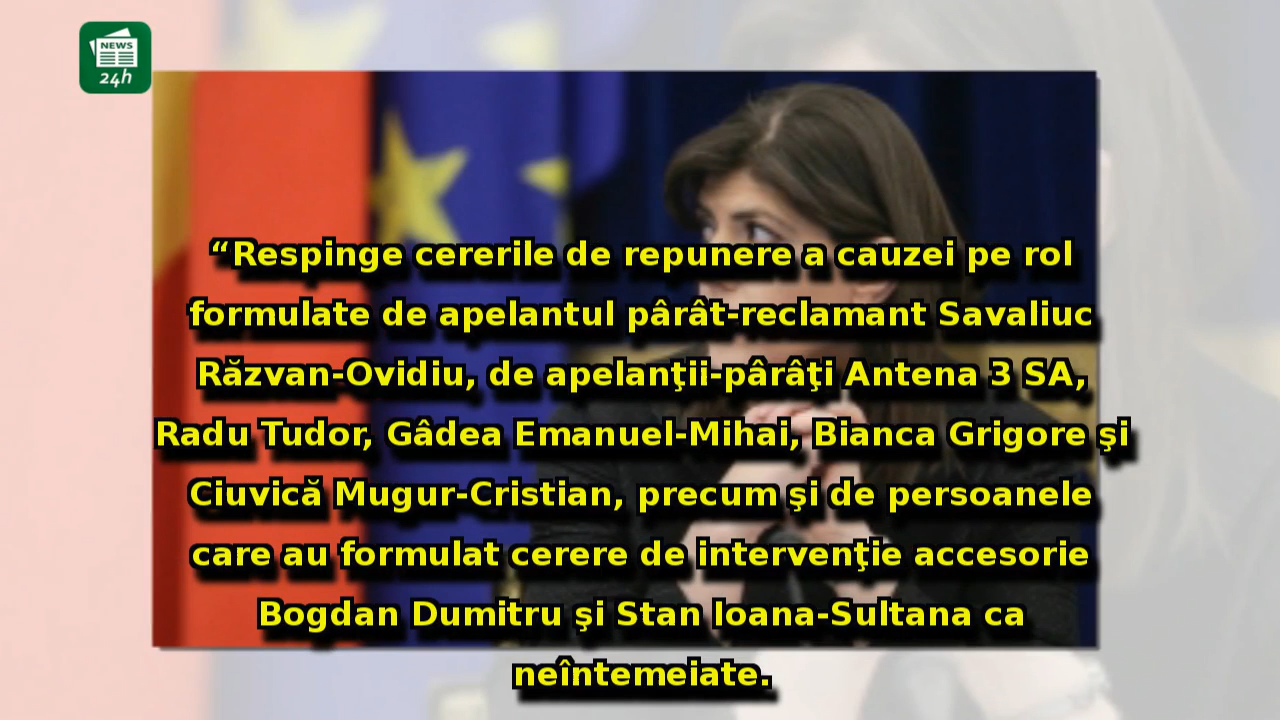 NEWS
24h
“Respinge cererile de repunere a cauzei pe rol
formulate de apelantul pârât-reclamant Savaliuc
Răzvan-Ovidiu, de apelanţii-pârâţi Antena 3 SA,
Radu Tudor, Gâdea Emanuel-Mihai, Bianca Grigore şi
Ciuvică Mugur-Cristian, precum şi de persoanele
care au formulat cerere de intervenţie accesorie
Bogdan Dumitru şi Stan Ioana-Sultana ca
neîntemeiate.